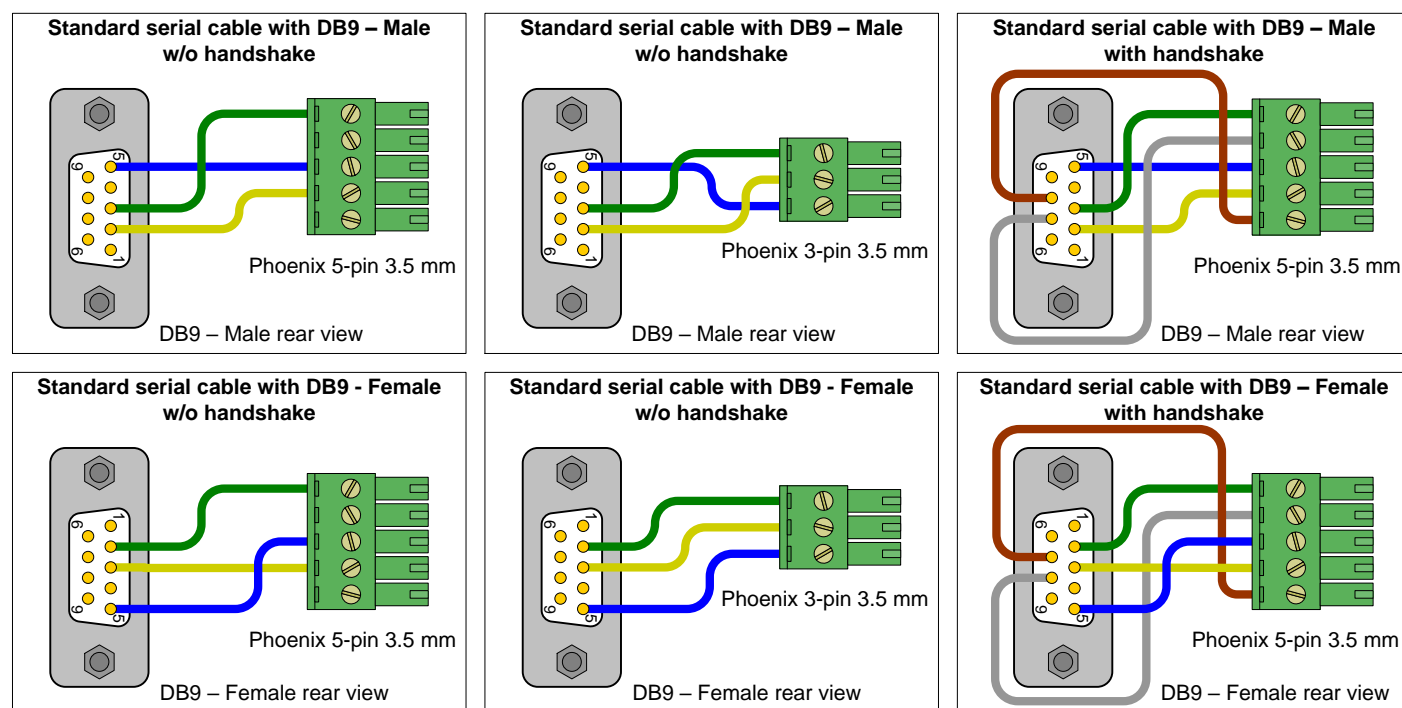 Standard serial cable with DB9 – Male
w/o handshake
5
9
6
1
Phoenix 5-pin 3.5 mm
DB9 – Male rear view
Standard serial cable with DB9 – Male
w/o handshake
5
9
6
1
Phoenix 3-pin 3.5 mm
DB9 – Male rear view
Standard serial cable with DB9 – Male
with handshake
5
9
6
1
Phoenix 5-pin 3.5 mm
DB9 – Male rear view
Standard serial cable with DB9 - Female
w/o handshake
1
6
9
5
Phoenix 5-pin 3.5 mm
DB9 – Female rear view
Standard serial cable with DB9 - Female
w/o handshake
1
6
9
5
Phoenix 3-pin 3.5 mm
DB9 – Female rear view
Standard serial cable with DB9 – Female
with handshake
1
6
9
5
Phoenix 5-pin 3.5 mm
DB9 – Female rear view